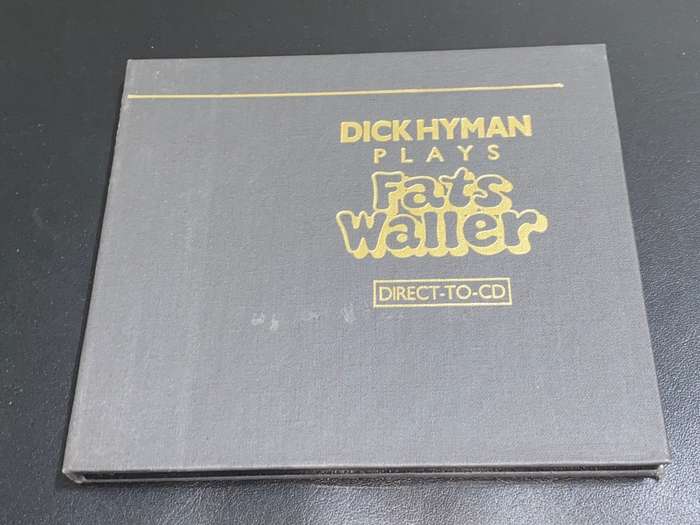 DICK HYMAN
PLAYS
Fats
Waller
DIRECT-TO-CD